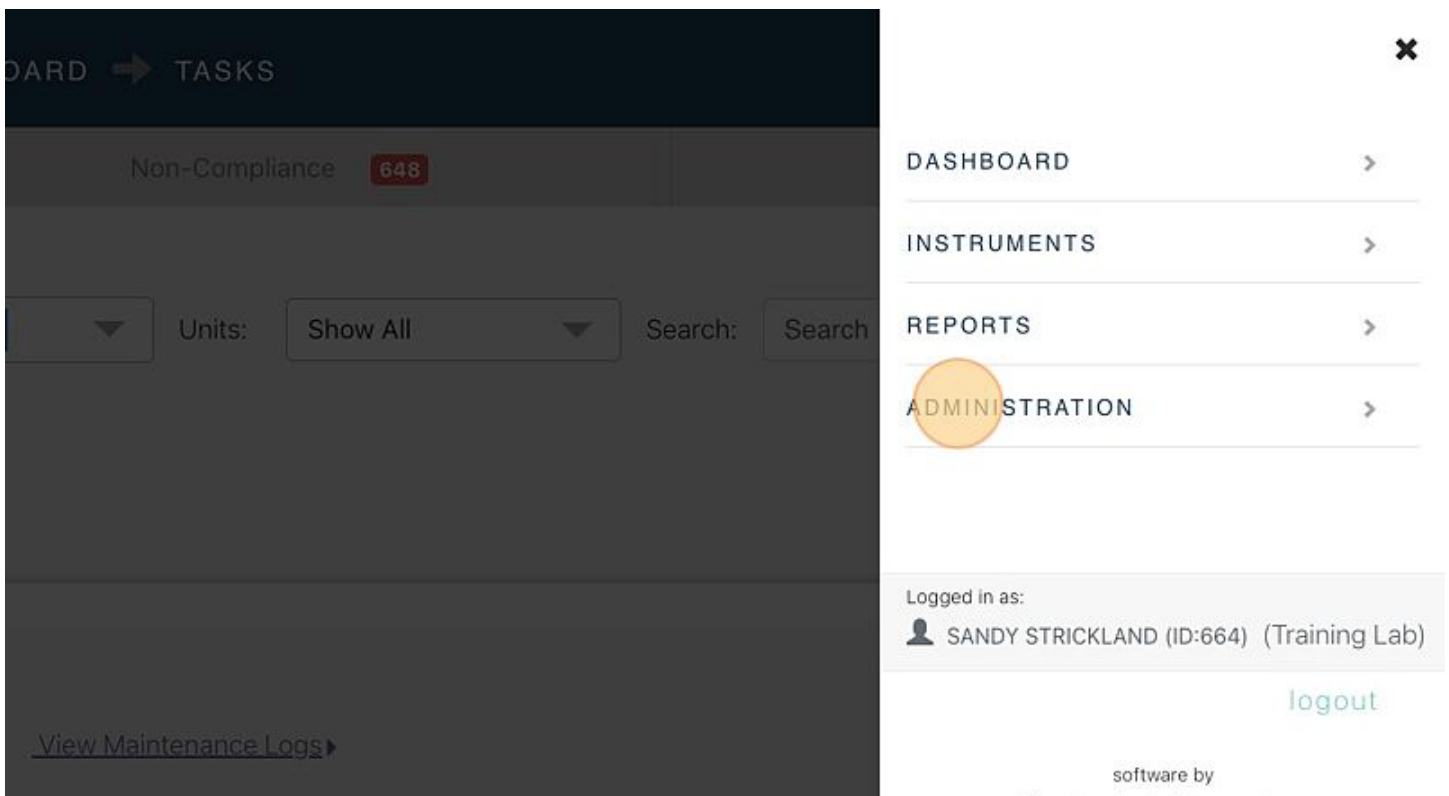 OARD TASKS
Non-Compliance 648
Units: Show All Search: Search
View Maintenance Logs
DASHBOARD
INSTRUMENTS
REPORTS
ADMINISTRATION
Logged in as:
SANDY STRICKLAND (ID:664) (Training Lab)
logout
software by